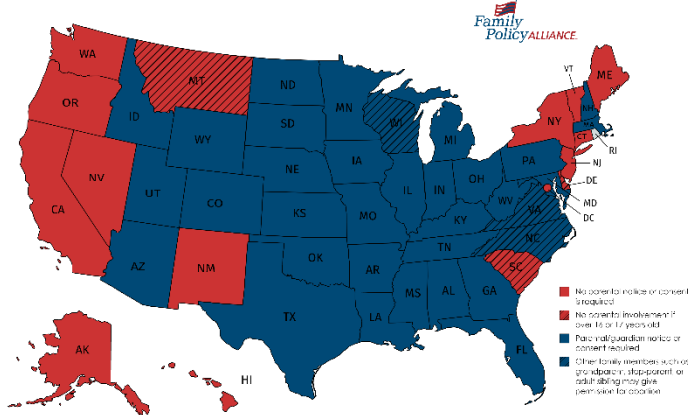 Family
Policy ALLIANCE.
WA
OR
CA
NV
ID
MT
WY
UT
CO
AZ
NM
ND
SD
NE
KS
OK
TX
MN
IA
MO
AR
LA
WI
IL
MI
IN
OH
KY
TN
MS
AL
GA
FL
SC
NC
VA
WV
PA
NY
VT
NH
ME
MA
CT
RI
NJ
DE
MD
DC
AK
HI
No parental notice or consent
is required
No parental involvement if
over 16 or 17 years old
Parental/guardian notice or
consent required
Other family members such as
grandparent, step-parent, or
adult sibling may give
permission for abortion